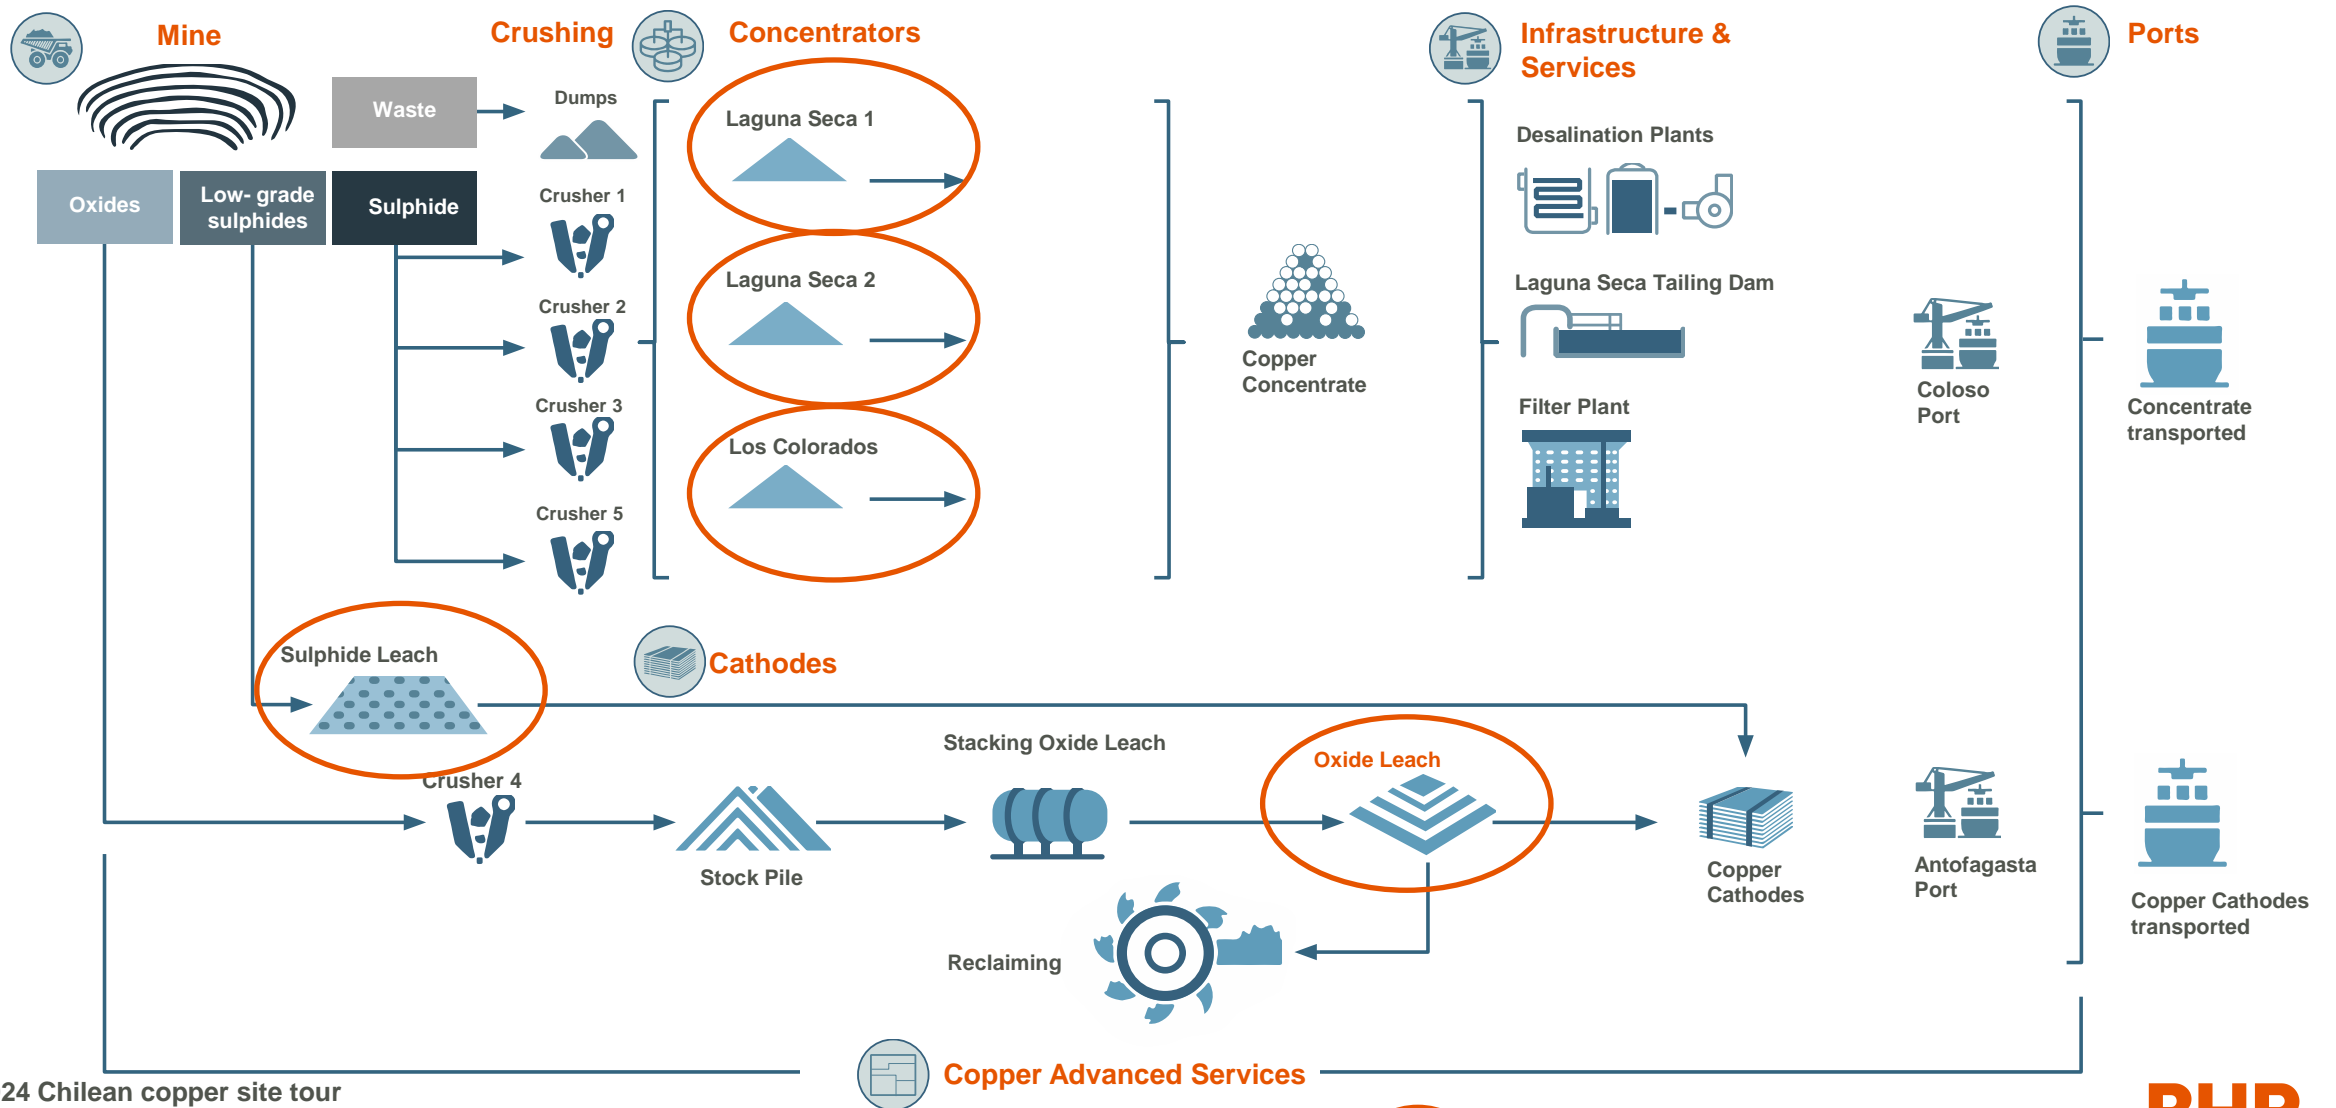 Mine
Crushing
Concentrators
Infrastructure &
Services
Ports
Waste
Dumps
Oxides
Low- grade
sulphides
Sulphide
Crusher 1
Crusher 2
Crusher 3
Crusher 5
Laguna Seca 1
Laguna Seca 2
Los Colorados
Copper
Concentrate
Desalination Plants
Laguna Seca Tailing Dam
Filter Plant
Coloso
Port
Concentrate
transported
Sulphide Leach
Cathodes
Crusher 4
Stock Pile
Stacking Oxide Leach
Oxide Leach
Reclaiming
Copper
Cathodes
Antofagasta
Port
Copper Cathodes
transported
Copper Advanced Services
24 Chilean copper site tour
BHP